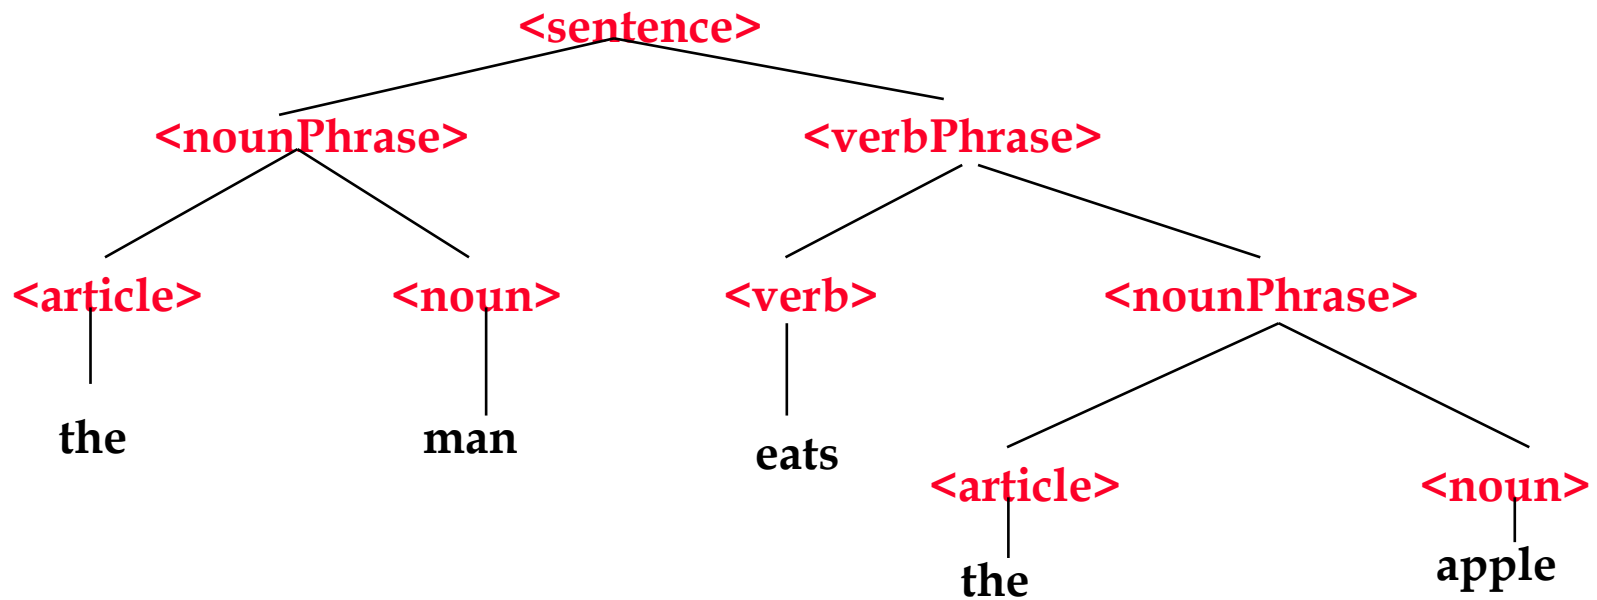 <sentence>
<nounPhrase> <verbPhrase>
<article> <noun> <verb> <nounPhrase>
the man eats
<article> <noun>
the apple